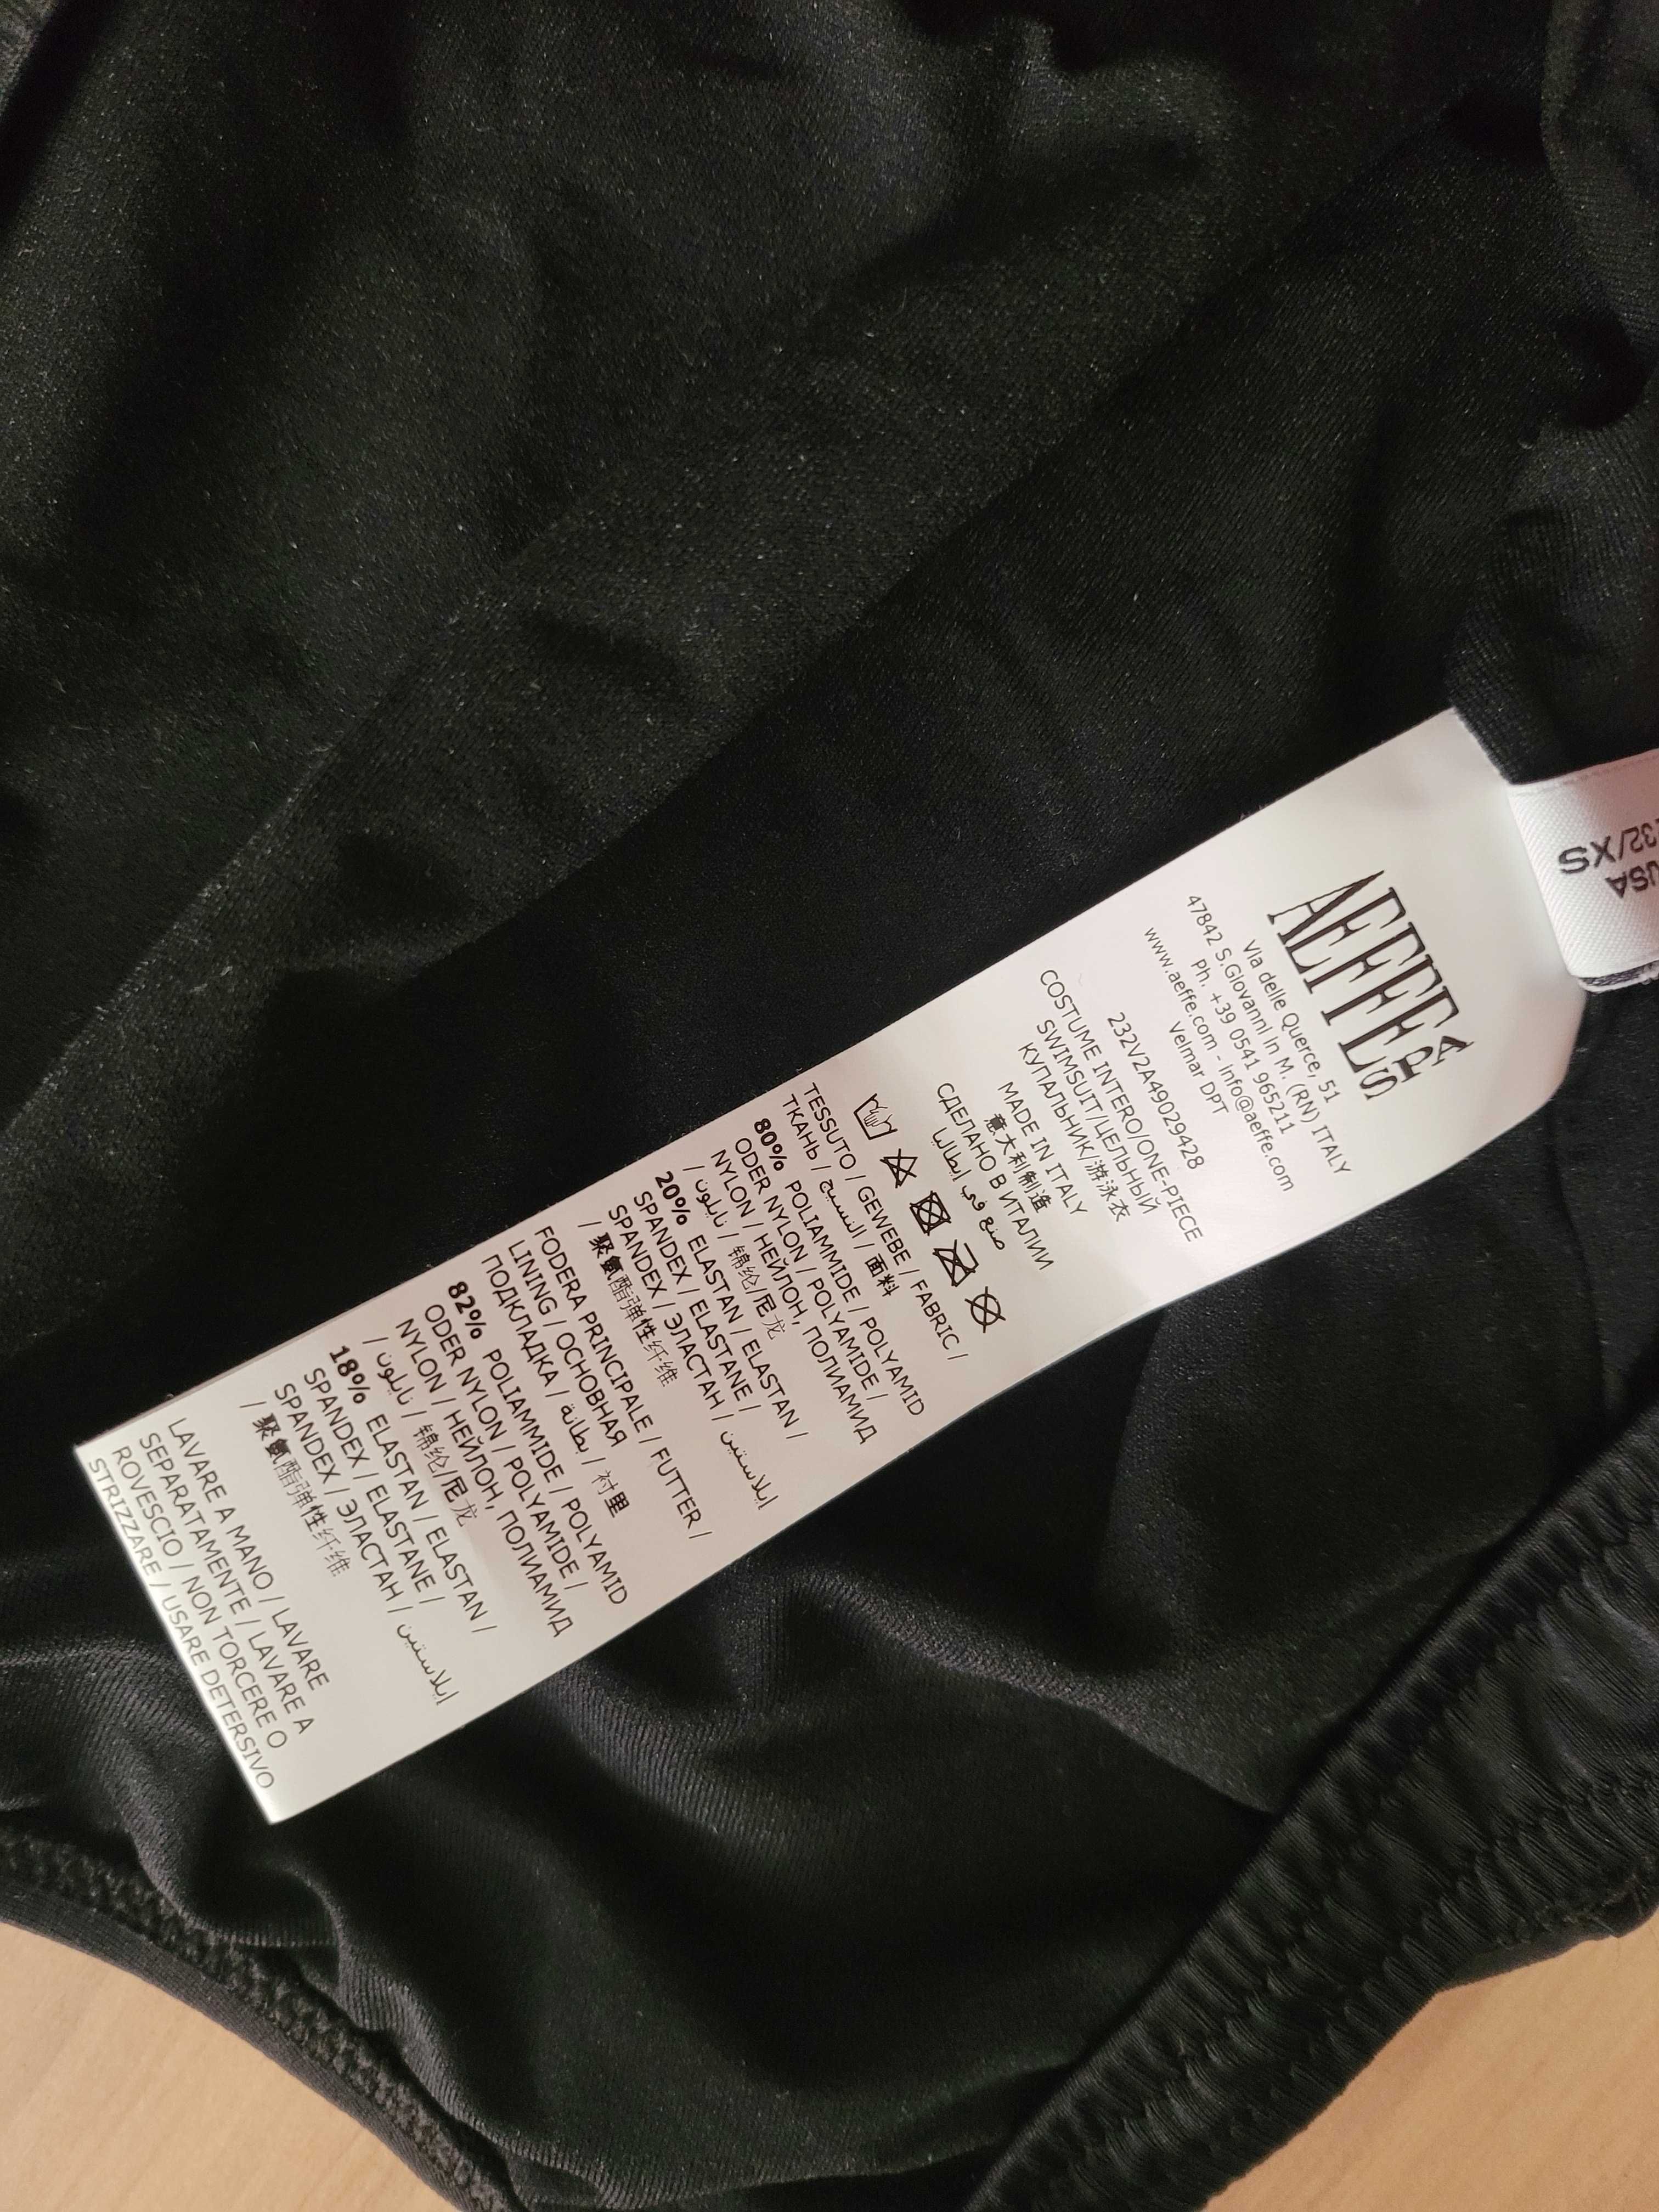 AEFFE
SPA
Via delle Querce, 51
47842 S.Giovanni in M. (RN) ITALY
Ph. +39 0541 965211
www.aeffe.com - info@aeffe.com
Velmar DPT
232V2A49029428
COSTUME INTERO/ONE-PIECE
SWIMSUIT/ЦЕЛЬНЫЙ
КУПАЛЬНИК/游泳衣
MADE IN ITALY
意大利制造
СДЕЛАНО В ИТАЛИИ
صنع في إيطاليا
TESSUTO / GEWEBE / FABRIC /
ТКАНЬ / النسيج / 面料
80% POLIAMMIDE / POLYAMID
ODER NYLON / POLYAMIDE /
NYLON / НЕЙЛОН, ПОЛИАМИД
/ نايلون / 锦纶/尼龙
20% ELASTAN / ELASTAN /
SPANDEX / ELASTANE /
SPANDEX / ЭЛАСТАН / ايلاستين
/ 聚氨酯弹性纤维
FODERA PRINCIPALE / FUTTER /
LINING / ОСНОВНАЯ
ПОДКЛАДКА / بطانة / 衬里
82% POLIAMMIDE / POLYAMID
ODER NYLON / POLYAMIDE /
NYLON / НЕЙЛОН, ПОЛИАМИД
/ نايلون / 锦纶/尼龙
18% ELASTAN / ELASTAN /
SPANDEX / ELASTANE /
SPANDEX / ЭЛАСТАН / ايلاستين
/ 聚氨酯弹性纤维
LAVARE A MANO / LAVARE
SEPARATAMENTE / LAVARE A
ROVESCIO / NON TORCERE O
STRIZZARE / USARE DETERSIVO
USA
32/XS